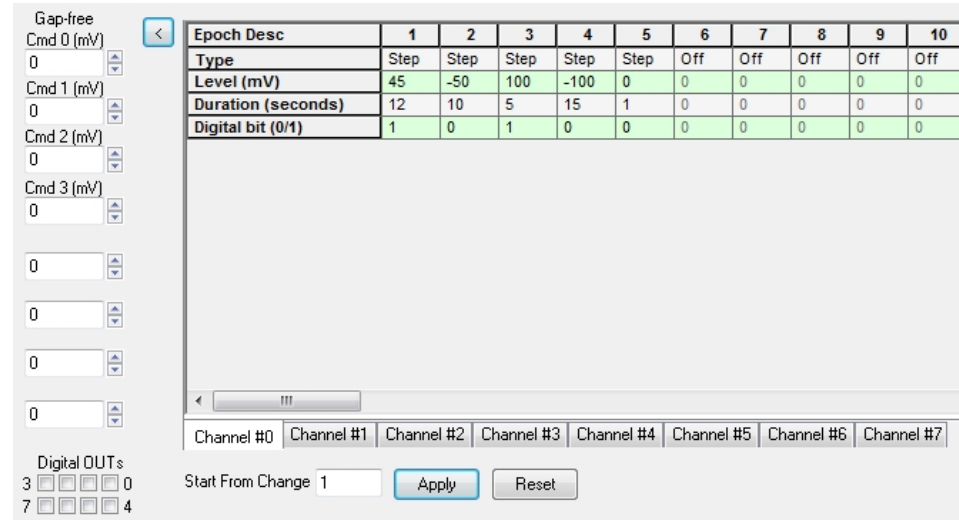 Gap-free
Cmd 0 (mV)
0
Cmd 1 (mV)
0
Cmd 2 (mV)
0
Cmd 3 (mV)
0
0
0
0
0
Digital OUTs
3 0
7 4
<
Epoch Desc 1 2 3 4 5 6 7 8 9 10
Type Step Step Step Step Step Off Off Off Off Off
Level (mV) 45 -50 100 -100 0 0 0 0 0 0
Duration (seconds) 12 10 5 15 1 0 0 0 0 0
Digital bit (0/1) 1 0 1 0 0 0 0 0 0 0
Channel #0 Channel #1 Channel #2 Channel #3 Channel #4 Channel #5 Channel #6 Channel #7
Start From Change 1 Apply Reset